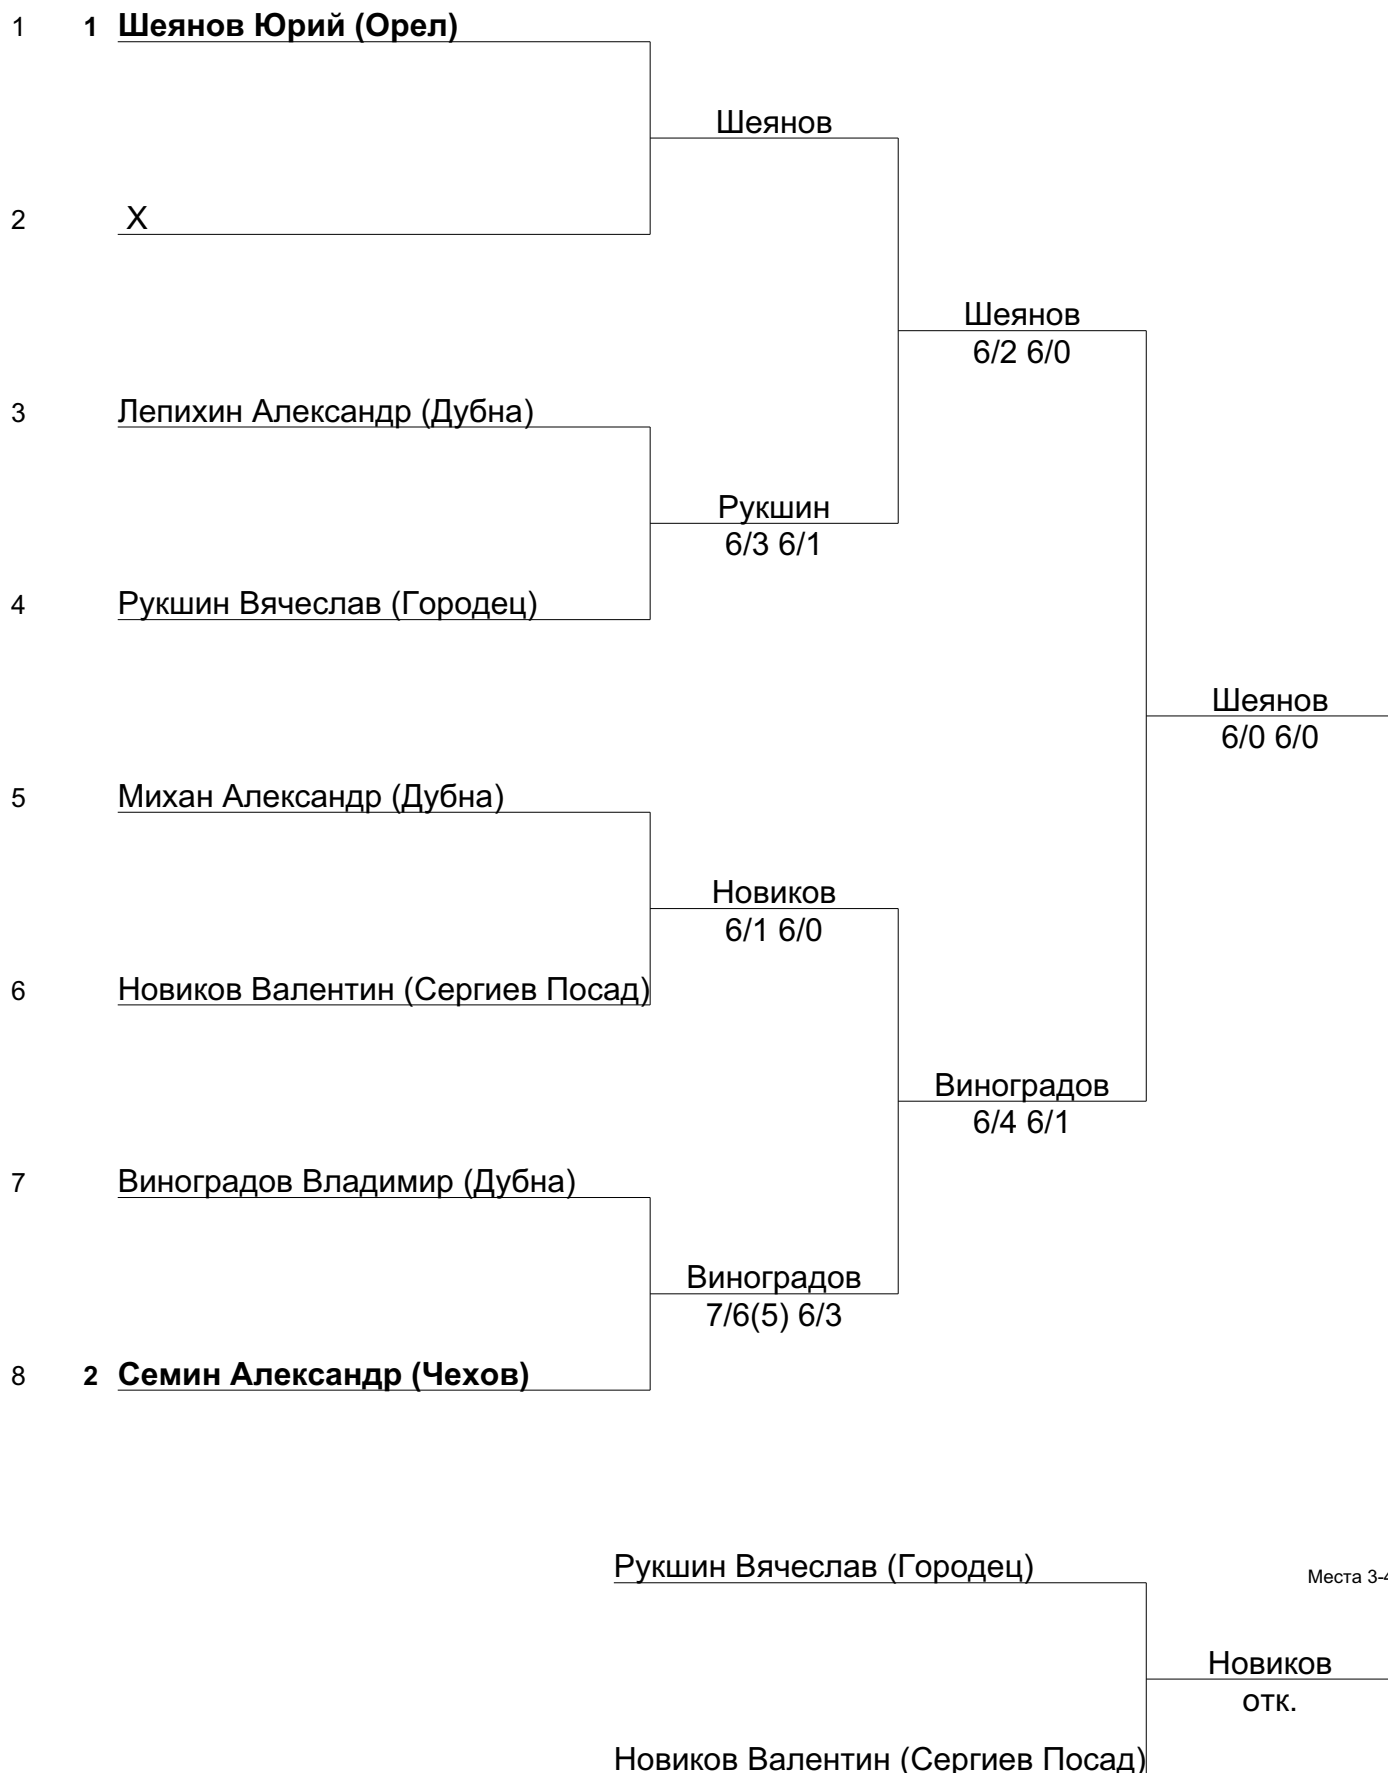 1 1 Шеянов Юрий (Орел)
Шеянов
2 X
Шеянов
6/2 6/0
3 Лепихин Александр (Дубна)
Рукшин
6/3 6/1
4 Рукшин Вячеслав (Городец)
Шеянов
6/0 6/0
5 Михан Александр (Дубна)
Новиков
6/1 6/0
6 Новиков Валентин (Сергиев Посад)
Виноградов
6/4 6/1
7 Виноградов Владимир (Дубна)
Виноградов
7/6(5) 6/3
8 2 Семин Александр (Чехов)
Рукшин Вячеслав (Городец)
Места 3-4
Новиков
отк.
Новиков Валентин (Сергиев Посад)